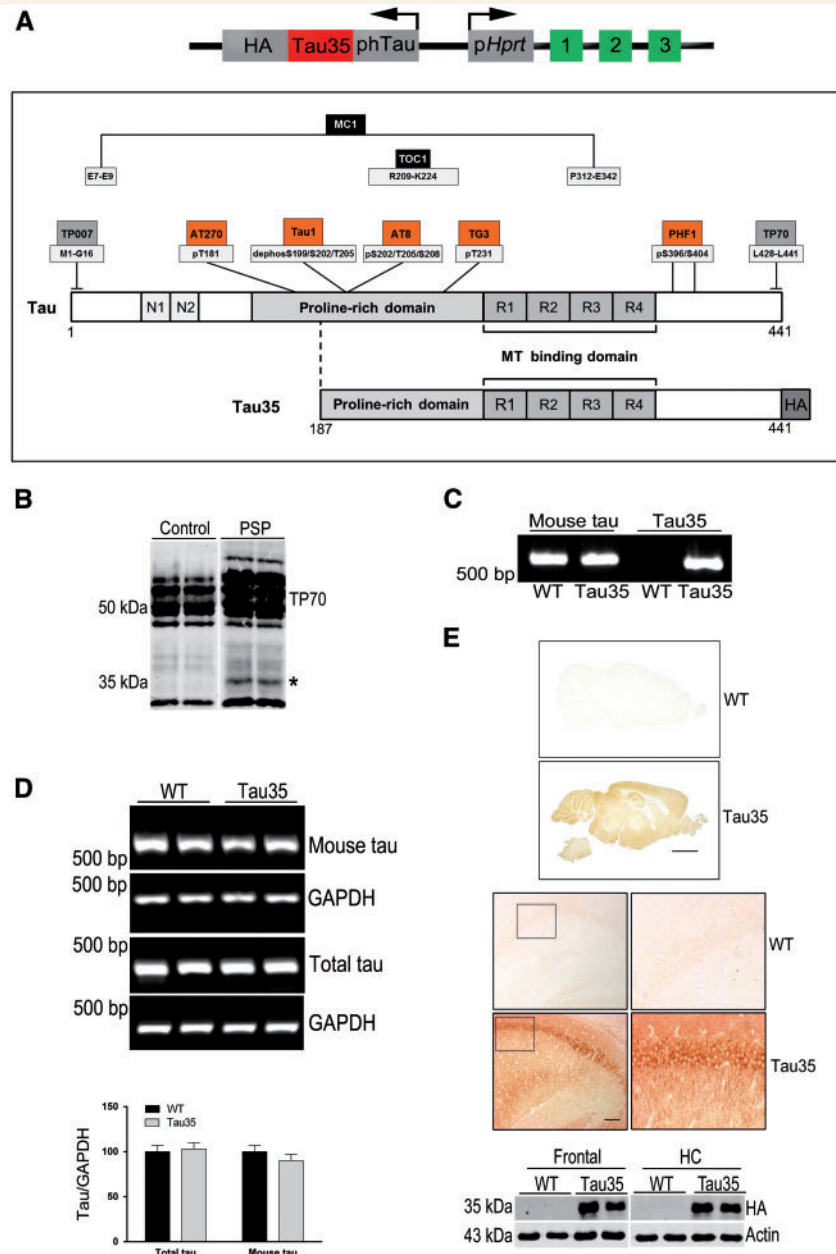 A
HA Tau35 phTau pHprt 1 2 3
MC1
E7-E9 TOC1 P312-E342
R209-K224
TP007 AT270 Tau1 AT8 TG3 PHF1 TP70
M1-G16 pT181 dephosS199/S202/T205 pS202/T205/S208 pT231 pS396/S404 L428-L441
Tau N1 N2 Proline-rich domain R1 R2 R3 R4
1 441
MT binding domain
Tau35 Proline-rich domain R1 R2 R3 R4 HA
187 441
B
Control PSP
50 kDa TP70
35 kDa *
C
Mouse tau Tau35
500 bp
WT Tau35 WT Tau35
D
WT Tau35
500 bp Mouse tau
500 bp GAPDH
500 bp Total tau
500 bp GAPDH
Tau/GAPDH
150
100
50
0
WT
Tau35
Total tau Mouse tau
E
WT
Tau35
WT
Tau35
Frontal HC
WT Tau35 WT Tau35
35 kDa HA
43 kDa Actin